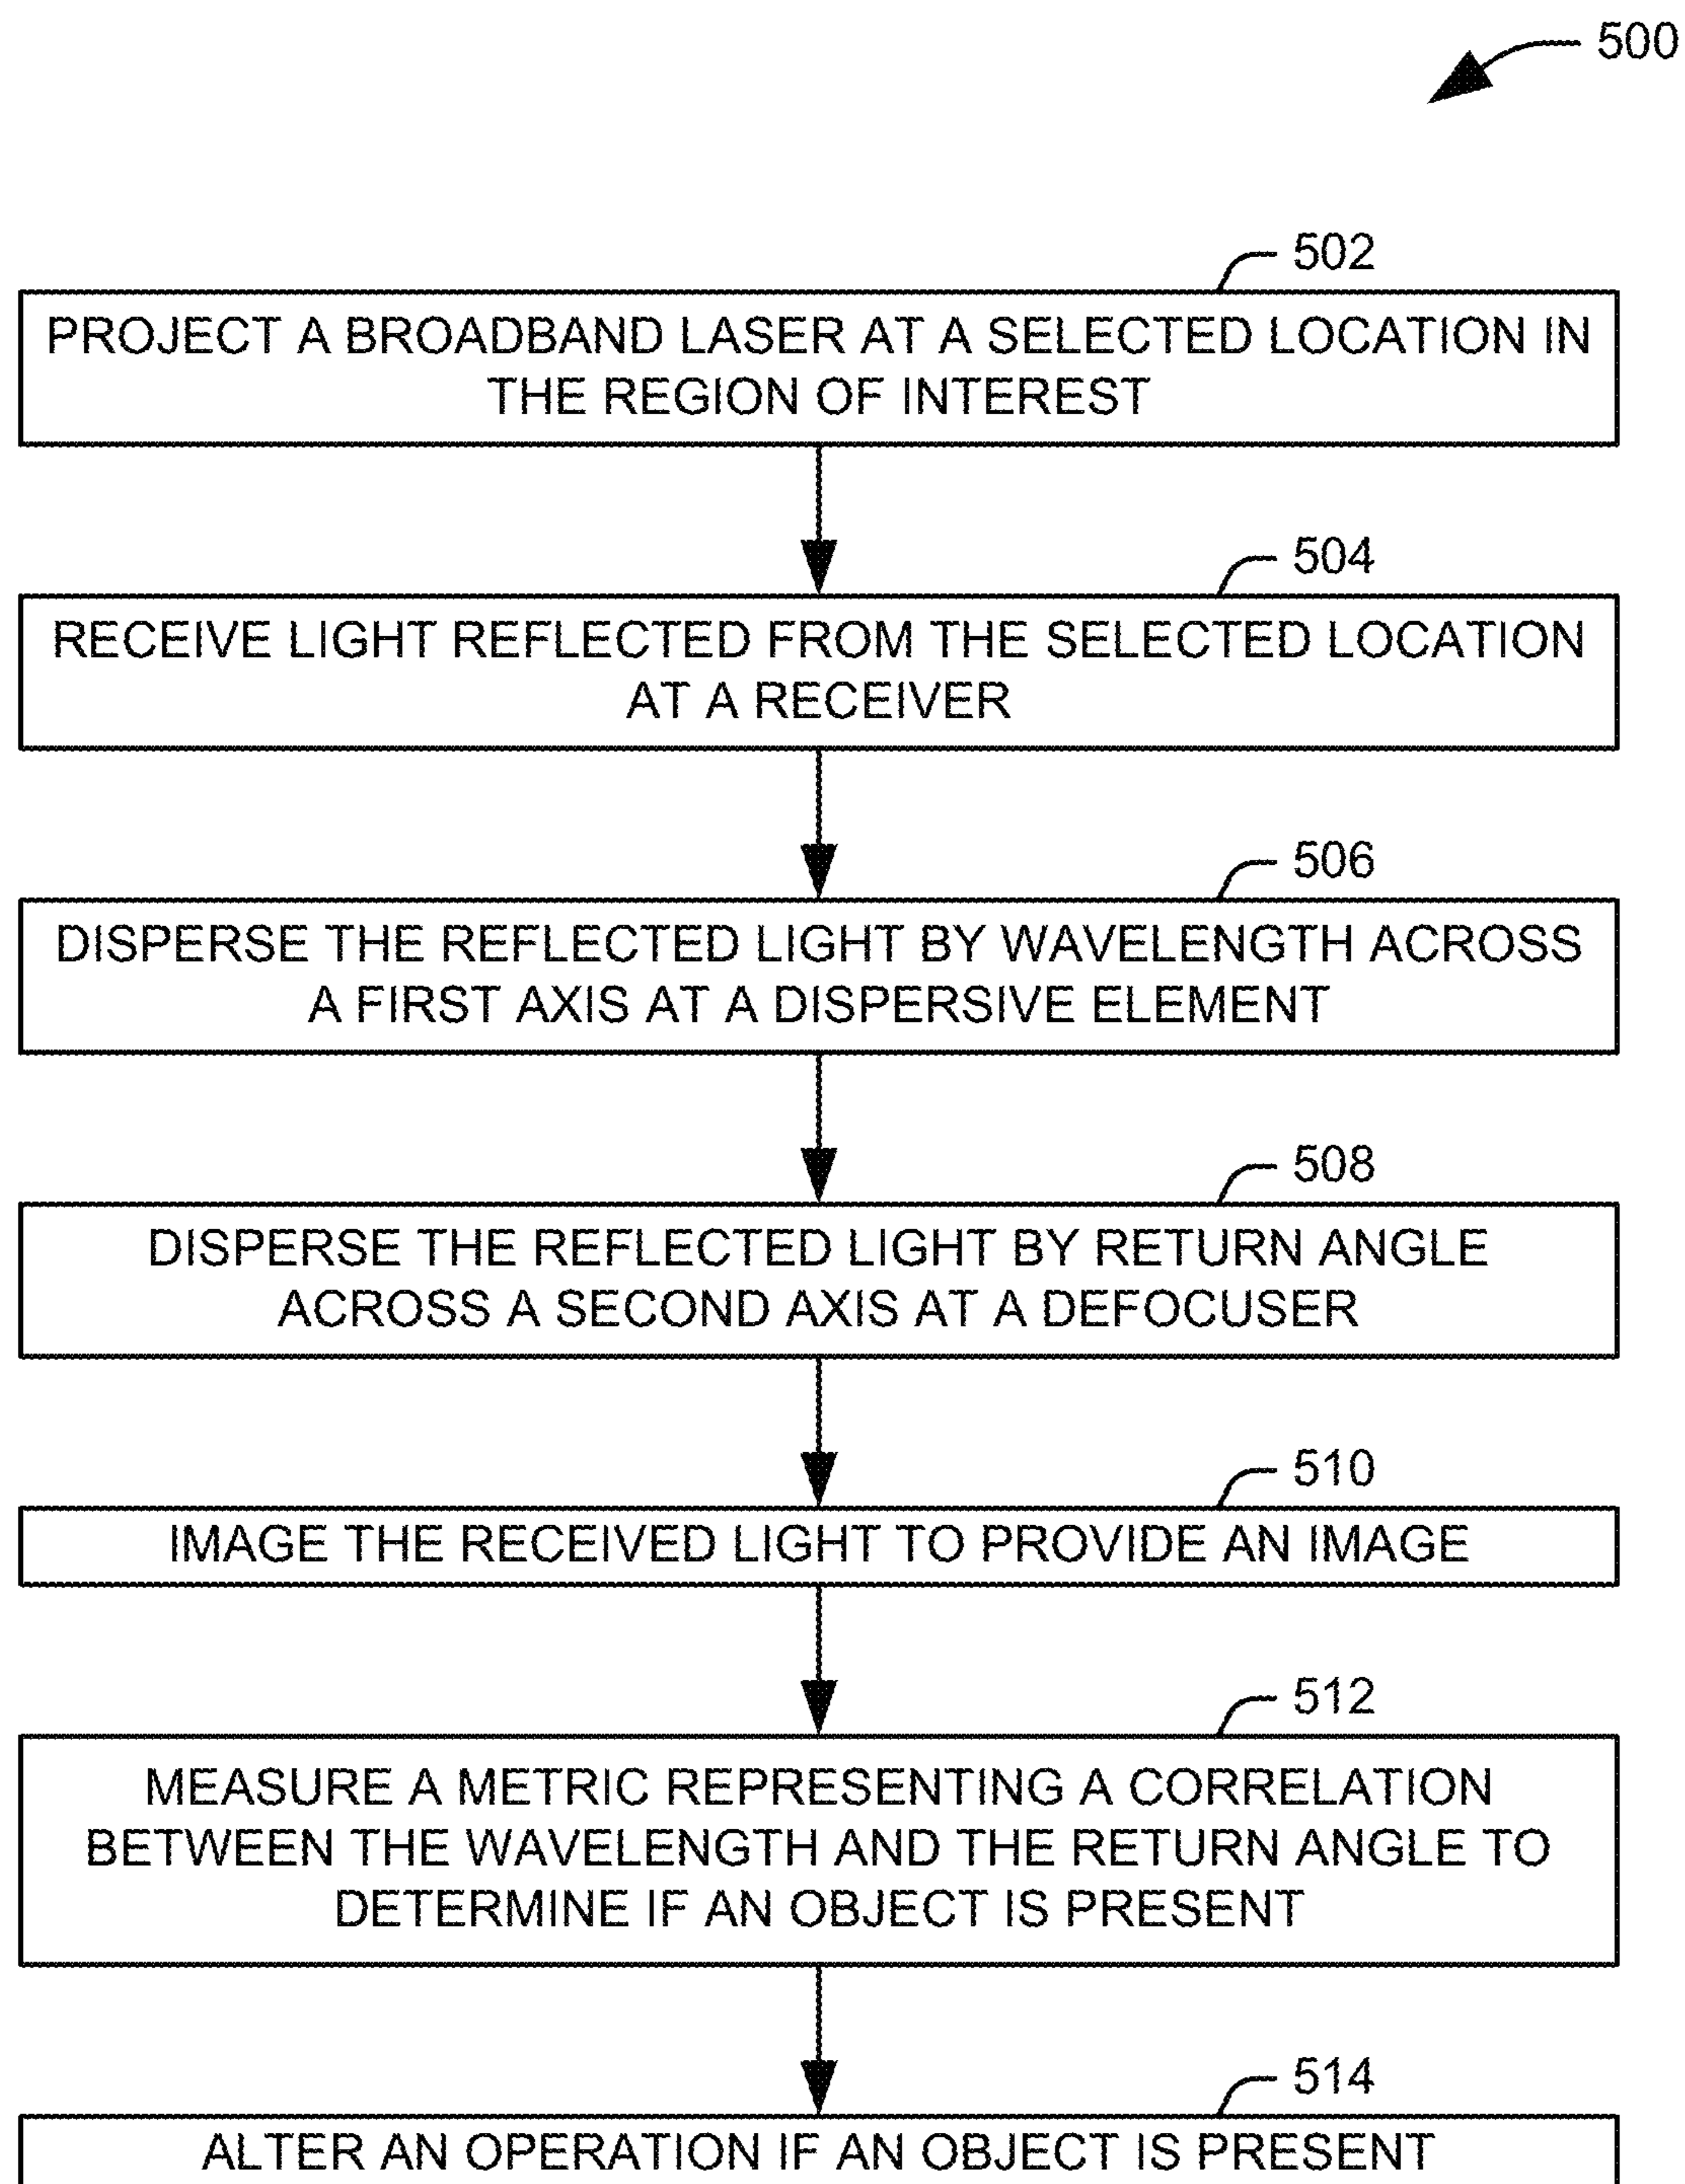 500
502
PROJECT A BROADBAND LASER AT A SELECTED LOCATION IN
THE REGION OF INTEREST
504
RECEIVE LIGHT REFLECTED FROM THE SELECTED LOCATION
AT A RECEIVER
506
DISPERSE THE REFLECTED LIGHT BY WAVELENGTH ACROSS
A FIRST AXIS AT A DISPERSIVE ELEMENT
508
DISPERSE THE REFLECTED LIGHT BY RETURN ANGLE
ACROSS A SECOND AXIS AT A DEFOCUSER
510
IMAGE THE RECEIVED LIGHT TO PROVIDE AN IMAGE
512
MEASURE A METRIC REPRESENTING A CORRELATION
BETWEEN THE WAVELENGTH AND THE RETURN ANGLE TO
DETERMINE IF AN OBJECT IS PRESENT
514
ALTER AN OPERATION IF AN OBJECT IS PRESENT